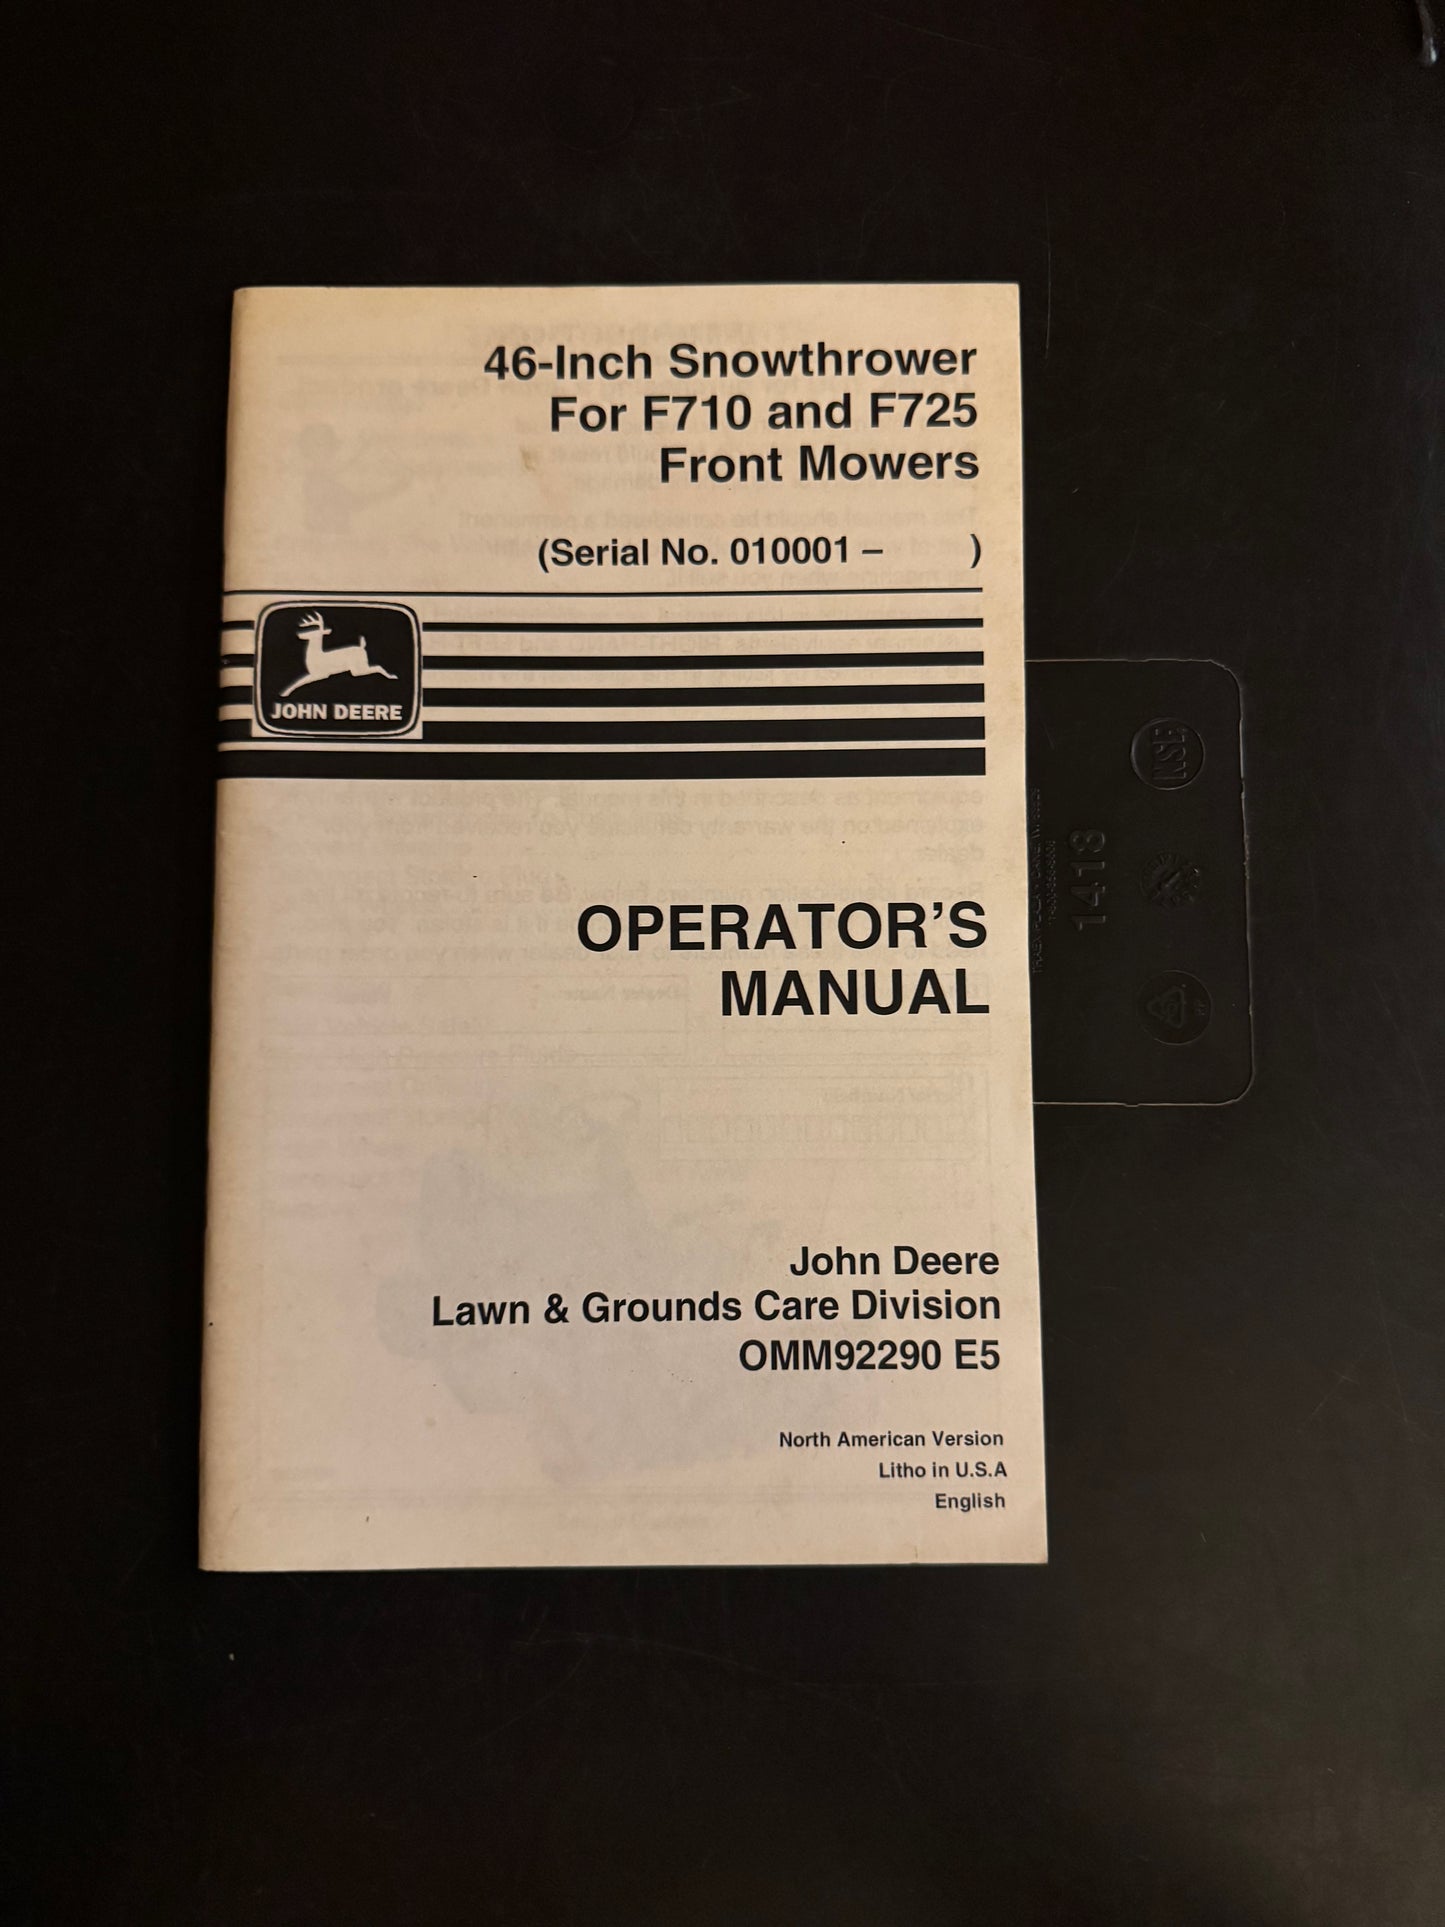 46-Inch Snowthrower
For F710 and F725
Front Mowers
(Serial No. 010001 – )
JOHN DEERE
OPERATOR’S
MANUAL
John Deere
Lawn & Grounds Care Division
OMM92290 E5
North American Version
Litho in U.S.A
English
NSF
1418